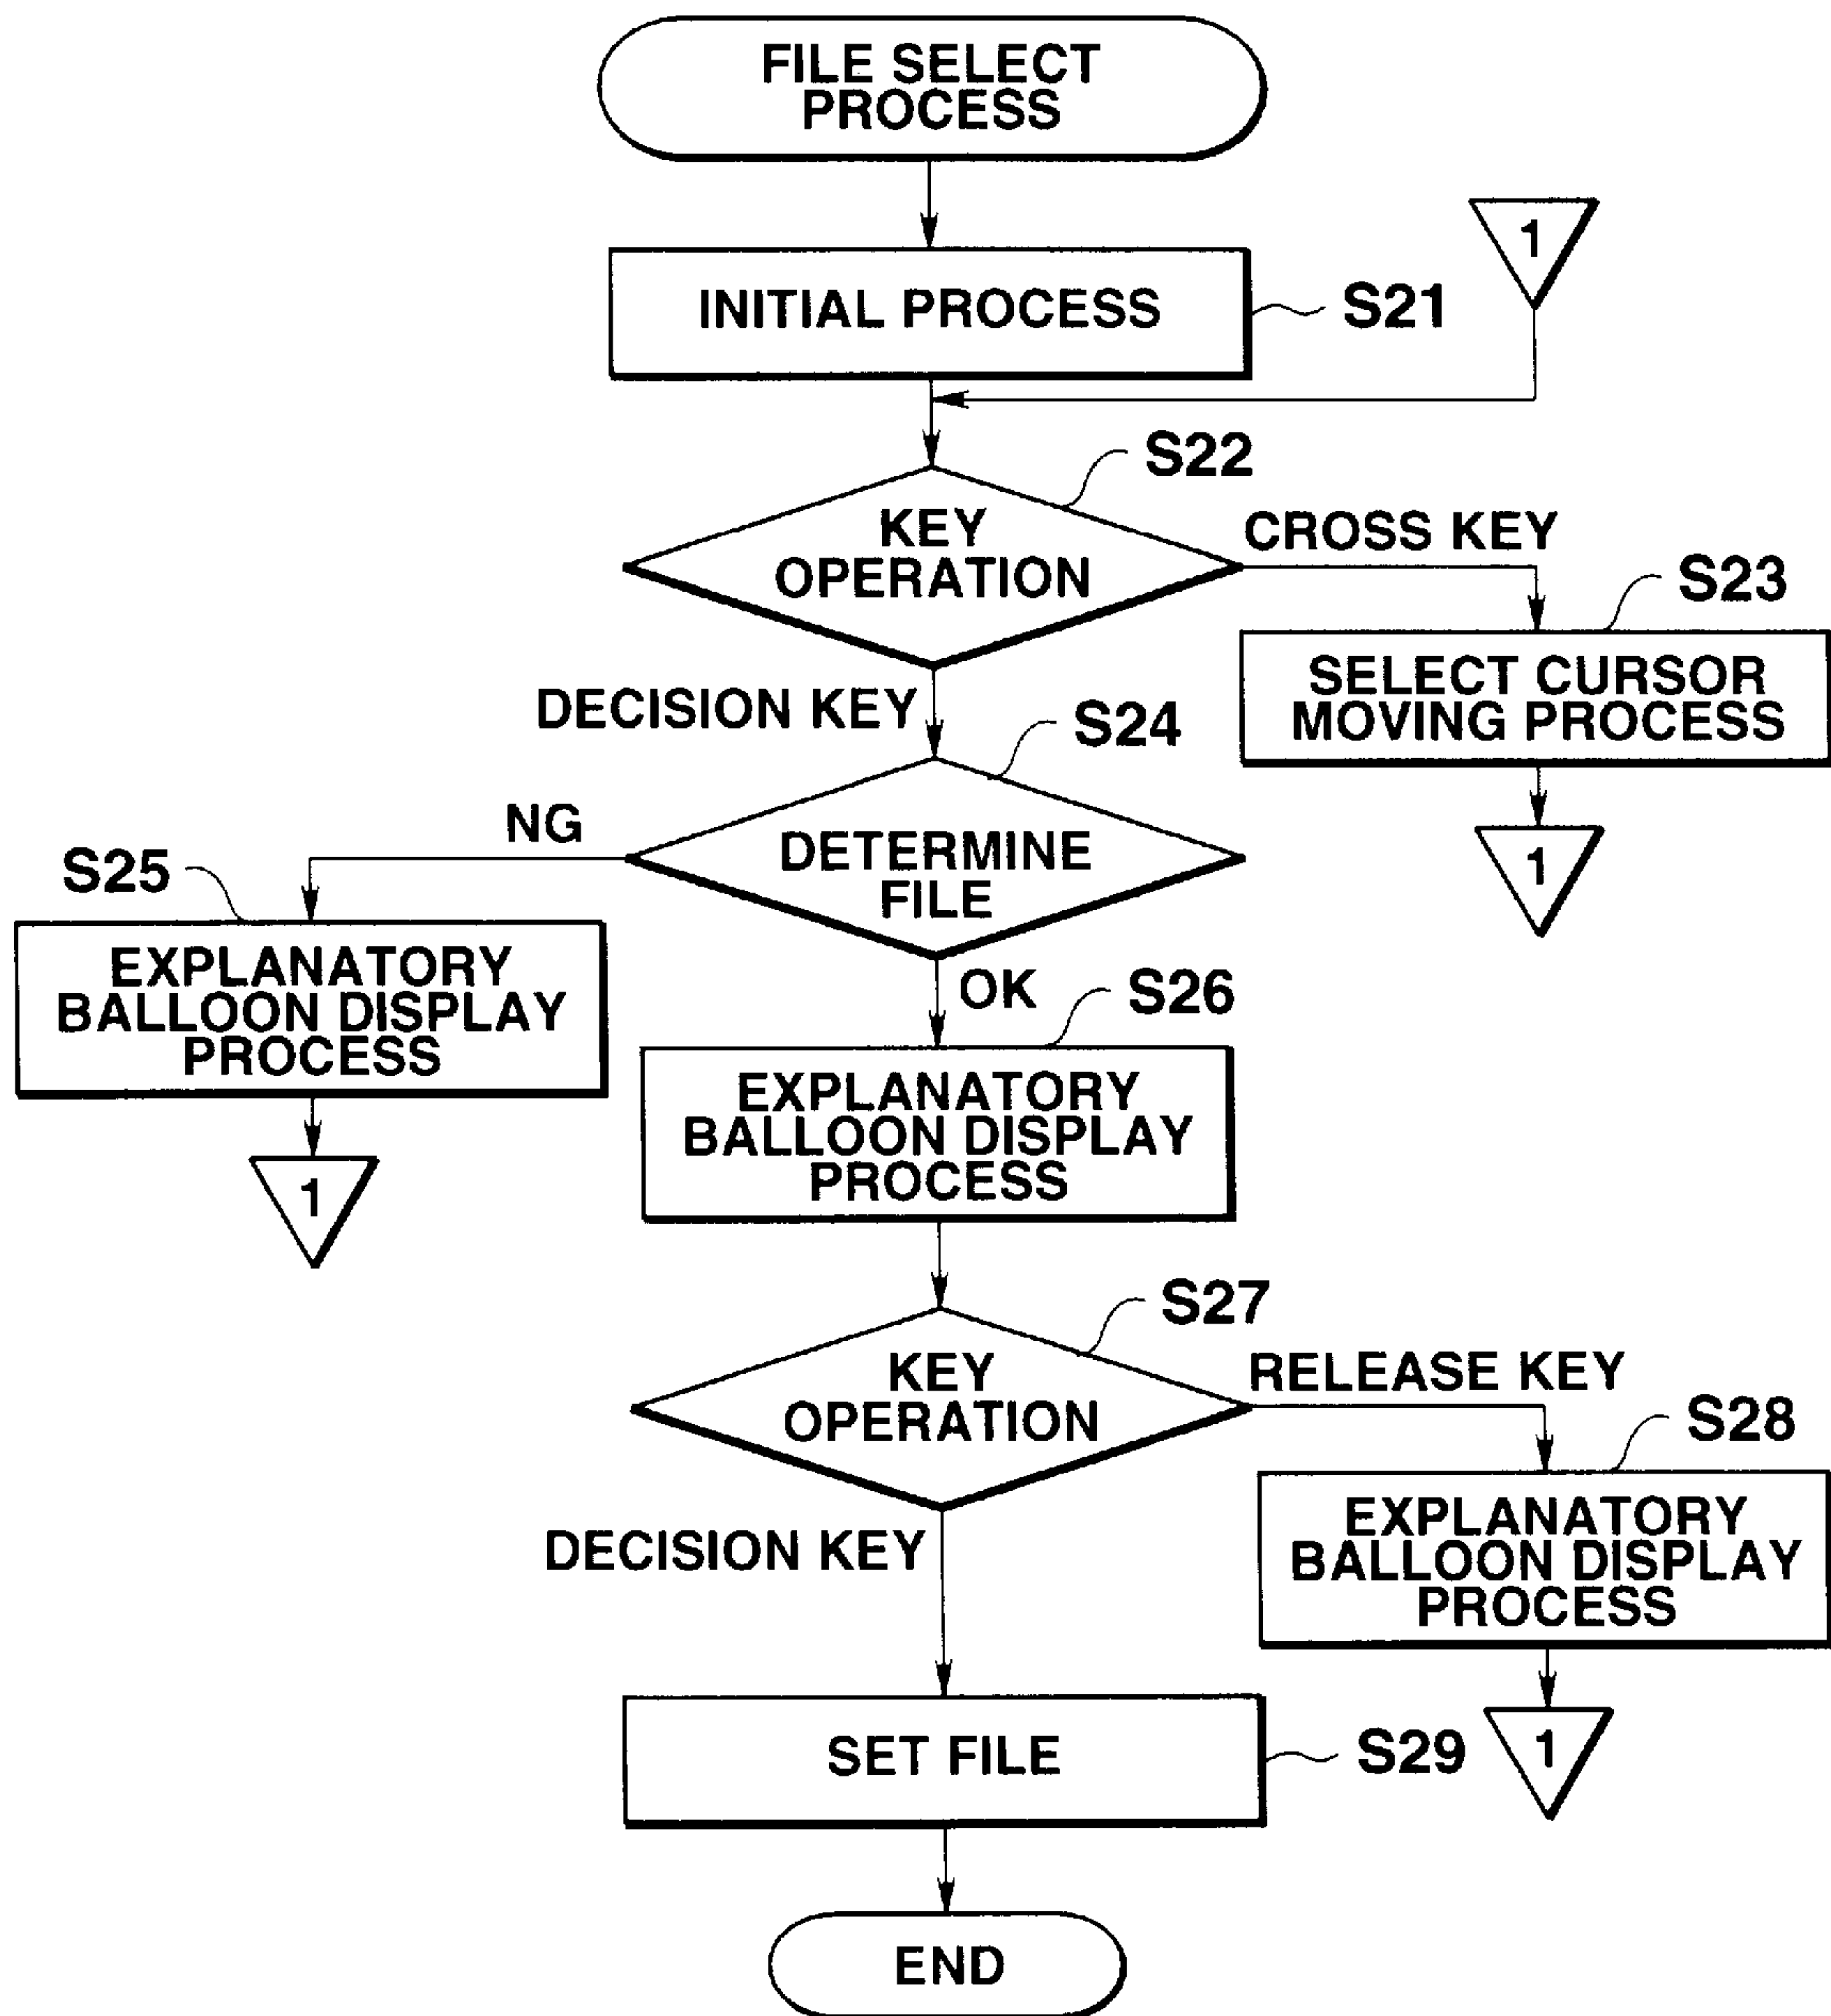 FILE SELECT
PROCESS
1
INITIAL PROCESS
S21
S22
KEY
OPERATION
CROSS KEY
S23
SELECT CURSOR
MOVING PROCESS
1
DECISION KEY
S24
DETERMINE
FILE
NG
S25
EXPLANATORY
BALLOON DISPLAY
PROCESS
1
OK
S26
EXPLANATORY
BALLOON DISPLAY
PROCESS
S27
KEY
OPERATION
RELEASE KEY
S28
EXPLANATORY
BALLOON DISPLAY
PROCESS
1
DECISION KEY
SET FILE
S29
END